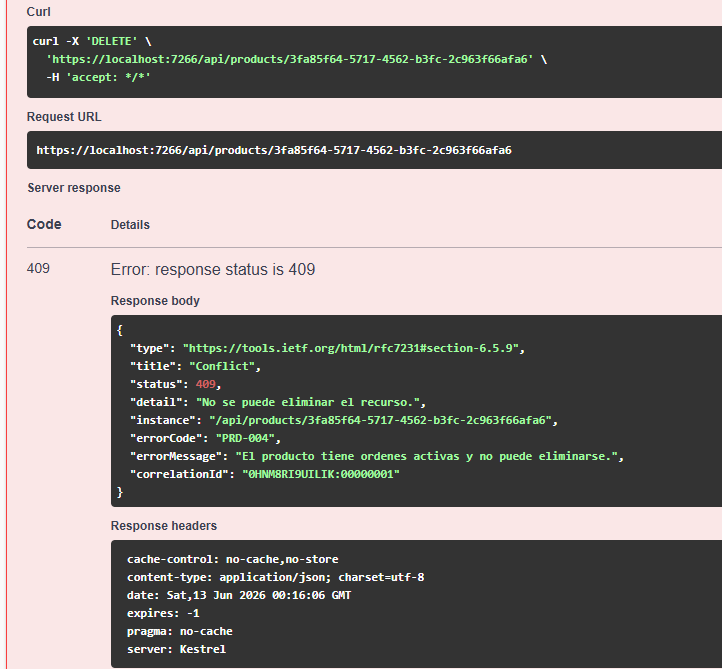 Curl
curl -X 'DELETE' \
  'https://localhost:7266/api/products/3fa85f64-5717-4562-b3fc-2c963f66afa6' \
  -H 'accept: */*'
Request URL
https://localhost:7266/api/products/3fa85f64-5717-4562-b3fc-2c963f66afa6
Server response
Code Details
409 Error: response status is 409
Response body
{
  "type": "https://tools.ietf.org/html/rfc7231#section-6.5.9",
  "title": "Conflict",
  "status": 409,
  "detail": "No se puede eliminar el recurso.",
  "instance": "/api/products/3fa85f64-5717-4562-b3fc-2c963f66afa6",
  "errorCode": "PRD-004",
  "errorMessage": "El producto tiene ordenes activas y no puede eliminarse.",
  "correlationId": "0HNM8RI9UILIK:00000001"
}
Response headers
cache-control: no-cache,no-store
content-type: application/json; charset=utf-8
date: Sat,13 Jun 2026 00:16:06 GMT
expires: -1
pragma: no-cache
server: Kestrel